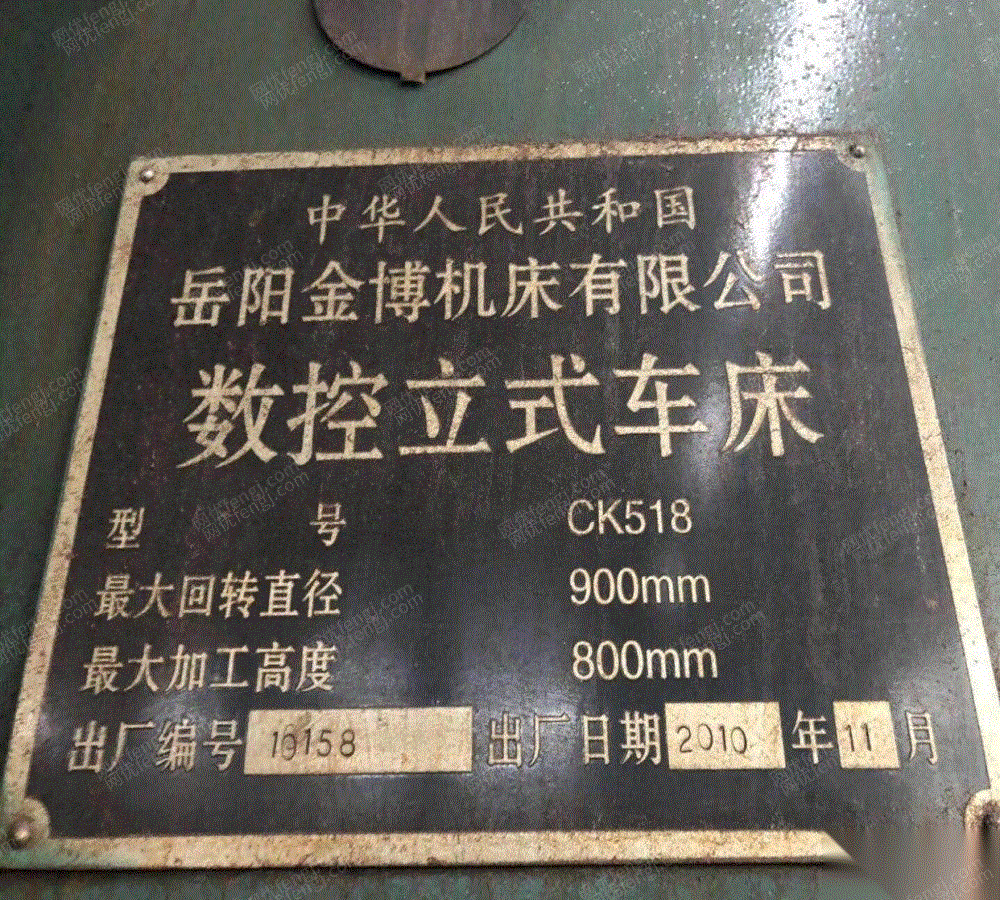 中华人民共和国
岳阳金博机床有限公司
数控立式车床
型 号 CK518
最大回转直径 900mm
最大加工高度 800mm
出厂编号 10158 出厂日期 2010 年 11 月